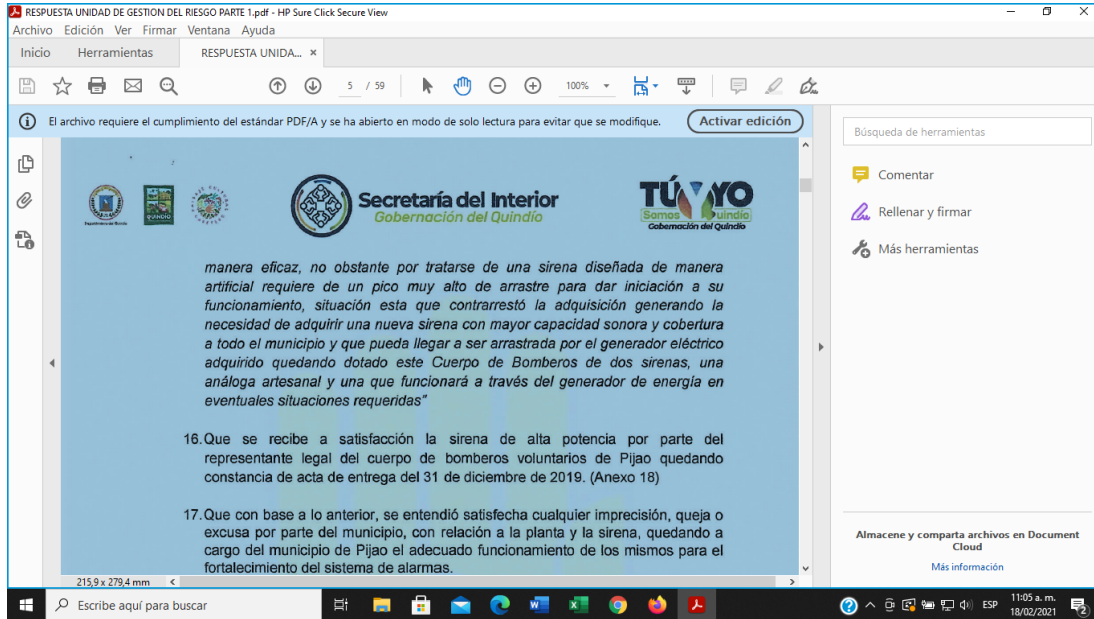 RESPUESTA UNIDAD DE GESTION DEL RIESGO PARTE 1.pdf - HP Sure Click Secure View
Archivo Edición Ver Firmar Ventana Ayuda
Inicio Herramientas RESPUESTA UNIDA... ×
5 / 59 100%
El archivo requiere el cumplimiento del estándar PDF/A y se ha abierto en modo de solo lectura para evitar que se modifique. Activar edición
Búsqueda de herramientas
Comentar
Rellenar y firmar
Más herramientas
QUINDÍO
Secretaría del Interior
Gobernación del Quindío
TÚ Y YO
Somos Quindío
Gobernación del Quindío
manera eficaz, no obstante por tratarse de una sirena diseñada de manera
artificial requiere de un pico muy alto de arrastre para dar iniciación a su
funcionamiento, situación esta que contrarrestó la adquisición generando la
necesidad de adquirir una nueva sirena con mayor capacidad sonora y cobertura
a todo el municipio y que pueda llegar a ser arrastrada por el generador eléctrico
adquirido quedando dotado este Cuerpo de Bomberos de dos sirenas, una
análoga artesanal y una que funcionará a través del generador de energía en
eventuales situaciones requeridas"
16. Que se recibe a satisfacción la sirena de alta potencia por parte del
representante legal del cuerpo de bomberos voluntarios de Pijao quedando
constancia de acta de entrega del 31 de diciembre de 2019. (Anexo 18)
17. Que con base a lo anterior, se entendió satisfecha cualquier imprecisión, queja o
excusa por parte del municipio, con relación a la planta y la sirena, quedando a
cargo del municipio de Pijao el adecuado funcionamiento de los mismos para el
fortalecimiento del sistema de alarmas.
215,9 x 279,4 mm
Almacene y comparta archivos en Document
Cloud
Más información
Escribe aquí para buscar
ESP
11:05 a. m.
18/02/2021
2